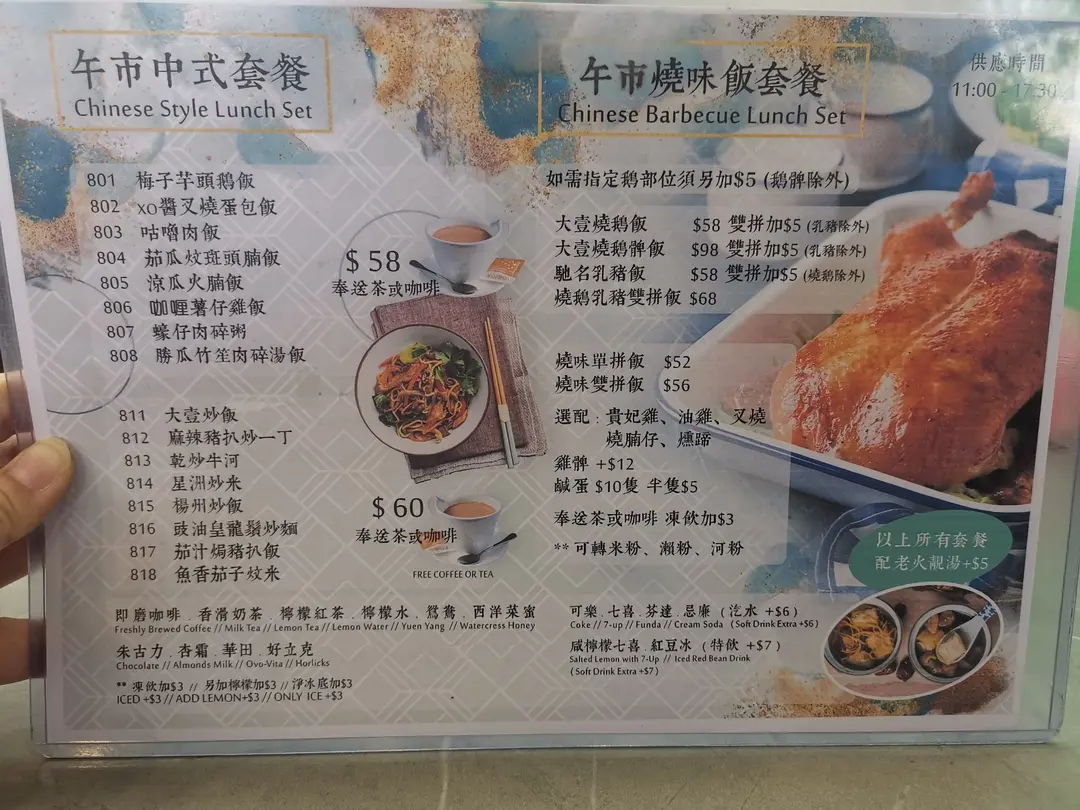 午市中式套餐
Chinese Style Lunch Set
801 梅子芋頭鵝飯
802 xo醬叉燒蛋包飯
803 咕嚕肉飯
804 茄瓜炆班頭腩飯
805 涼瓜火腩飯
806 咖喱薯仔雞飯
807 蠔仔肉碎粥
808 勝瓜竹笙肉碎湯飯
$ 58
奉送茶或咖啡
811 大壹炒飯
812 麻辣豬扒炒一丁
813 乾炒牛河
814 星洲炒米
815 楊州炒飯
816 豉油皇龍鬚炒麵
817 茄汁焗豬扒飯
818 魚香茄子炆米
$ 60
奉送茶或咖啡
FREE COFFEE OR TEA
即磨咖啡 . 香滑奶茶 . 檸檬紅茶 . 檸檬水 . 鴛鴦 . 西洋菜蜜
Freshly Brewed Coffee // Milk Tea // Lemon Tea // Lemon Water // Yuen Yang // Watercress Honey
朱古力 . 杏霜 . 華田 . 好立克
Chocolate // Almonds Milk // Ovo-Vita // Horlicks
** 凍飲加$3 // 另加檸檬加$3 // 淨冰底加$3
ICED +$3 // ADD LEMON+$3 // ONLY ICE +$3
午市燒味飯套餐
Chinese Barbecue Lunch Set
供應時間
11:00 - 17:30
如需指定鵝部位須另加$5 (鵝髀除外)
大壹燒鵝飯 $58 雙拼加$5 (乳豬除外)
大壹燒鵝髀飯 $98 雙拼加$5 (乳豬除外)
馳名乳豬飯 $58 雙拼加$5 (燒鵝除外)
燒鵝乳豬雙拼飯 $68
燒味單拼飯 $52
燒味雙拼飯 $56
選配 : 貴妃雞、油雞、叉燒
燒腩仔、燻蹄
雞髀 +$12
鹹蛋 $10隻 半隻$5
奉送茶或咖啡 凍飲加$3
** 可轉米粉、瀨粉、河粉
以上所有套餐
配老火靚湯+$5
可樂 . 七喜 . 芬達 . 忌廉 ( 汽水 +$6 )
Coke // 7-up // Funda // Cream Soda ( Soft Drink Extra +$6 )
咸檸檬七喜 . 紅豆冰 ( 特飲 +$7 )
Salted Lemon with 7-Up // Iced Red Bean Drink
( Soft Drink Extra +$7 )